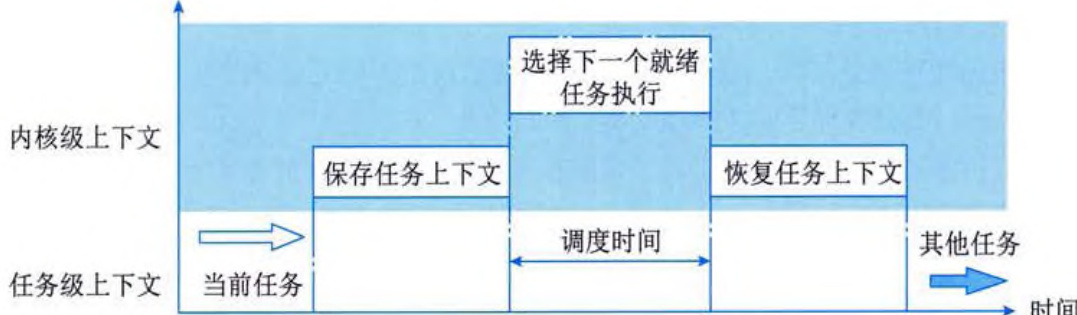 选择下一个就绪
任务执行
内核级上下文
保存任务上下文
恢复任务上下文
调度时间
其他任务
任务级上下文
当前任务
时间